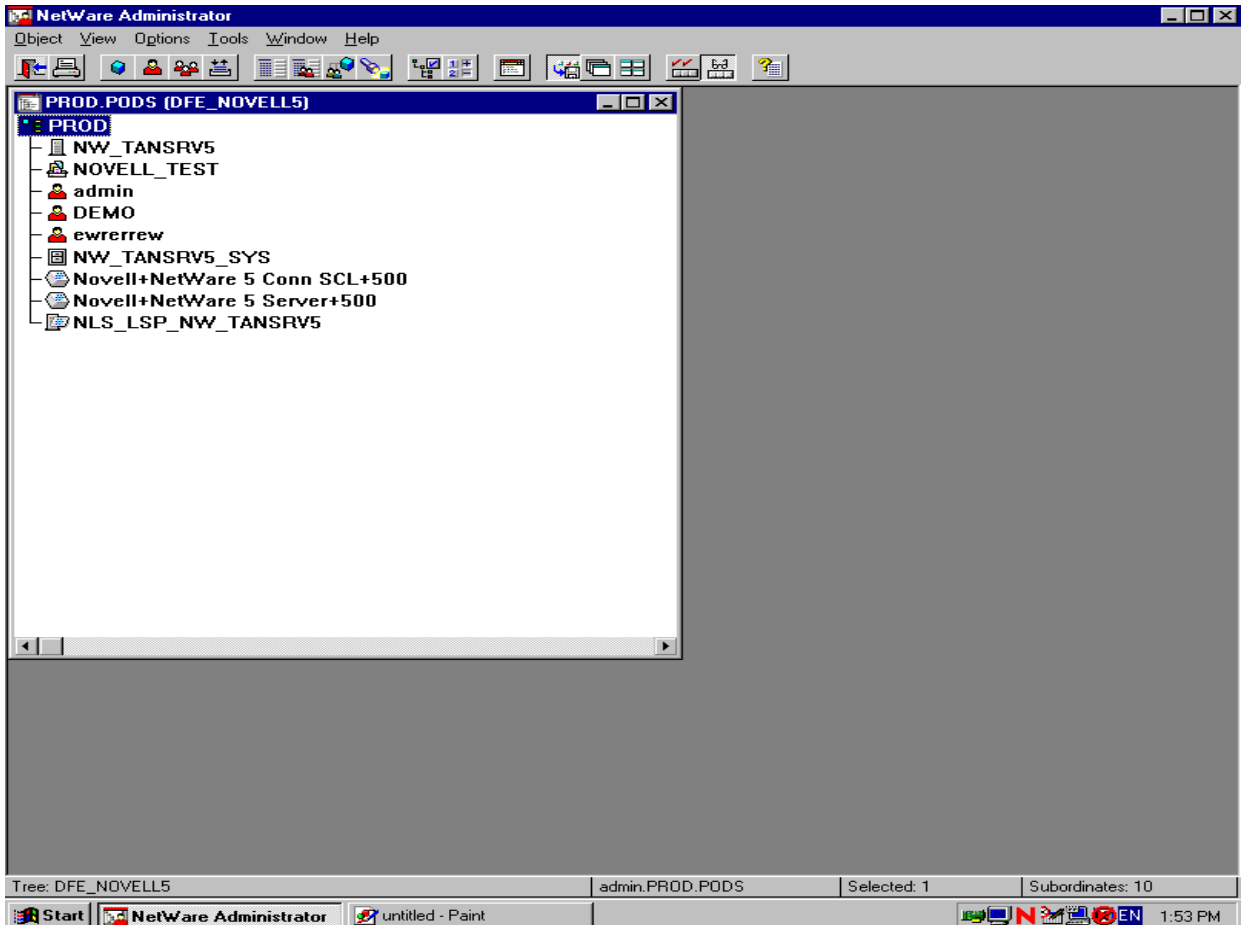 NetWare Administrator
Object View Options Tools Window Help
PROD.PODS (DFE_NOVELL5)
PROD
NW_TANSRV5
NOVELL_TEST
admin
DEMO
ewrerrew
NW_TANSRV5_SYS
Novell+NetWare 5 Conn SCL+500
Novell+NetWare 5 Server+500
NLS_LSP_NW_TANSRV5
Tree: DFE_NOVELL5 admin.PROD.PODS Selected: 1 Subordinates: 10
Start NetWare Administrator untitled - Paint N EN 1:53 PM